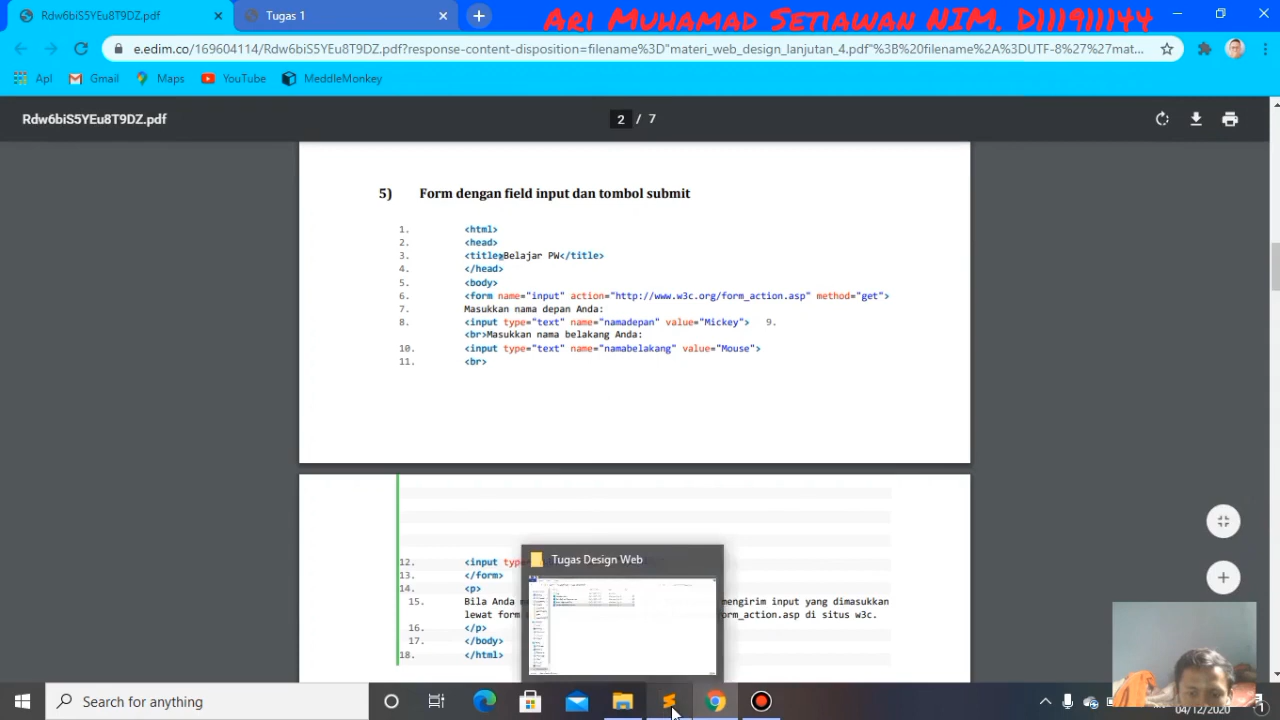 Rdw6biS5YEu8T9DZ.pdf
Tugas 1
Ari Muhamad Setiawan NIM. D111911144
e.edim.co/169604114/Rdw6biS5YEu8T9DZ.pdf?response-content-disposition=filename%3D"materi_web_design_lanjutan_4.pdf"%3B%20filename%2A%3DUTF-8%27%27mat...
Apl
Gmail
Maps
YouTube
MeddleMonkey
Rdw6biS5YEu8T9DZ.pdf
2 / 7
5) Form dengan field input dan tombol submit
1. <html>
2. <head>
3. <title>Belajar PW</title>
4. </head>
5. <body>
6. <form name="input" action="http://www.w3c.org/form_action.asp" method="get">
7. Masukkan nama depan Anda:
8. <input type="text" name="namadepan" value="Mickey"> 9.
<br>Masukkan nama belakang Anda:
10. <input type="text" name="namabelakang" value="Mouse">
11. <br>
12. <input
13. </form>
14. <p>
15. Bila Anda mengirim input yang dimasukkan
lewat form di situs w3c.
16. </p>
17. </body>
18. </html>
Tugas Design Web
Type here to search
04/12/2020
1